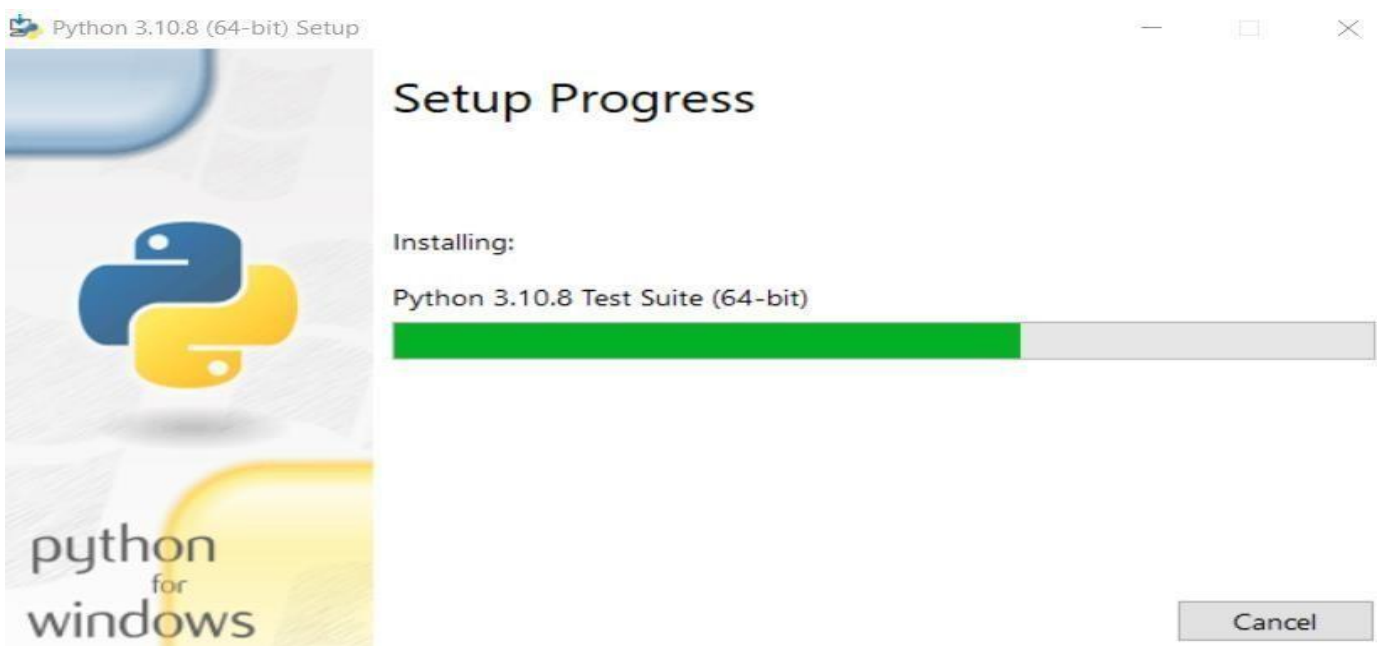 Python 3.10.8 (64-bit) Setup
Setup Progress
Installing:
Python 3.10.8 Test Suite (64-bit)
python
for
windows
Cancel